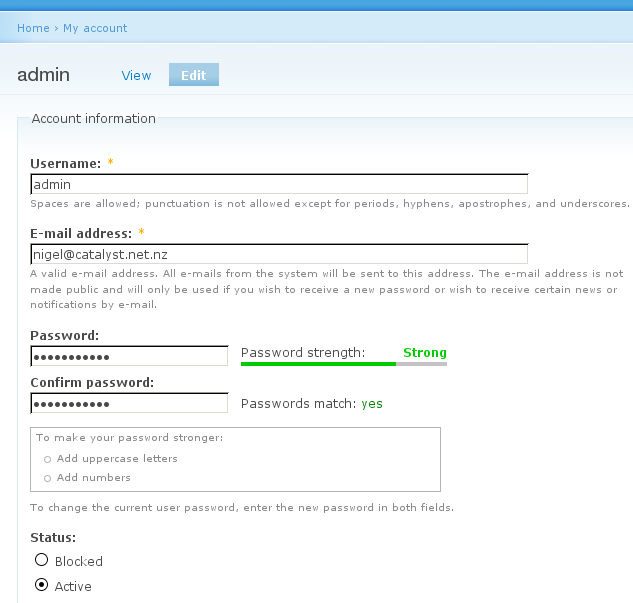 Home › My account
admin View Edit
Account information
Username: *
admin
Spaces are allowed; punctuation is not allowed except for periods, hyphens, apostrophes, and underscores.
E-mail address: *
nigel@catalyst.net.nz
A valid e-mail address. All e-mails from the system will be sent to this address. The e-mail address is not
made public and will only be used if you wish to receive a new password or wish to receive certain news or
notifications by e-mail.
Password:
●●●●●●●●●●● Password strength: Strong
Confirm password:
●●●●●●●●●●● Passwords match: yes
To make your password stronger:
Add uppercase letters
Add numbers
To change the current user password, enter the new password in both fields.
Status:
Blocked
Active